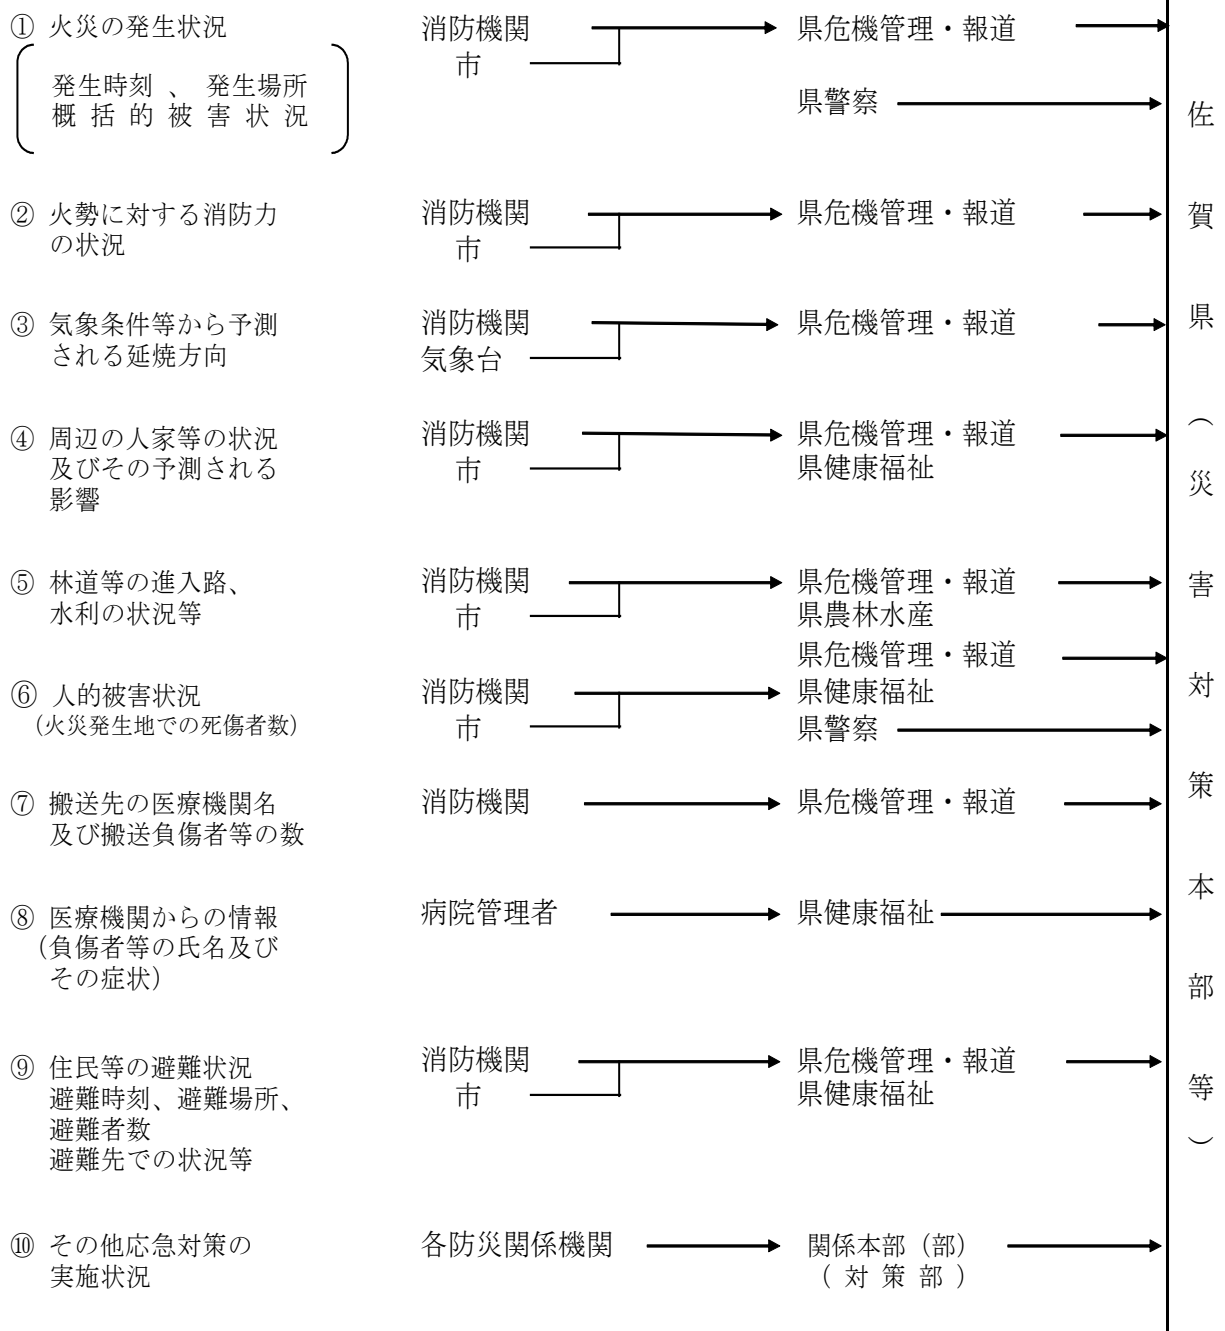 ① 火災の発生状況
発生時刻 、 発生場所
概 括 的 被 害 状 況
消防機関
市
県危機管理・報道
県警察
② 火勢に対する消防力
の状況
消防機関
市
県危機管理・報道
③ 気象条件等から予測
される延焼方向
消防機関
気象台
県危機管理・報道
④ 周辺の人家等の状況
及びその予測される
影響
消防機関
市
県危機管理・報道
県健康福祉
⑤ 林道等の進入路、
水利の状況等
消防機関
市
県危機管理・報道
県農林水産
⑥ 人的被害状況
(火災発生地での死傷者数)
消防機関
市
県危機管理・報道
県健康福祉
県警察
⑦ 搬送先の医療機関名
及び搬送負傷者等の数
消防機関
県危機管理・報道
⑧ 医療機関からの情報
(負傷者等の氏名及び
その症状)
病院管理者
県健康福祉
⑨ 住民等の避難状況
避難時刻、避難場所、
避難者数
避難先での状況等
消防機関
市
県危機管理・報道
県健康福祉
⑩ その他応急対策の
実施状況
各防災関係機関
関係本部(部)
( 対 策 部 )
佐賀県(災害対策本部等)